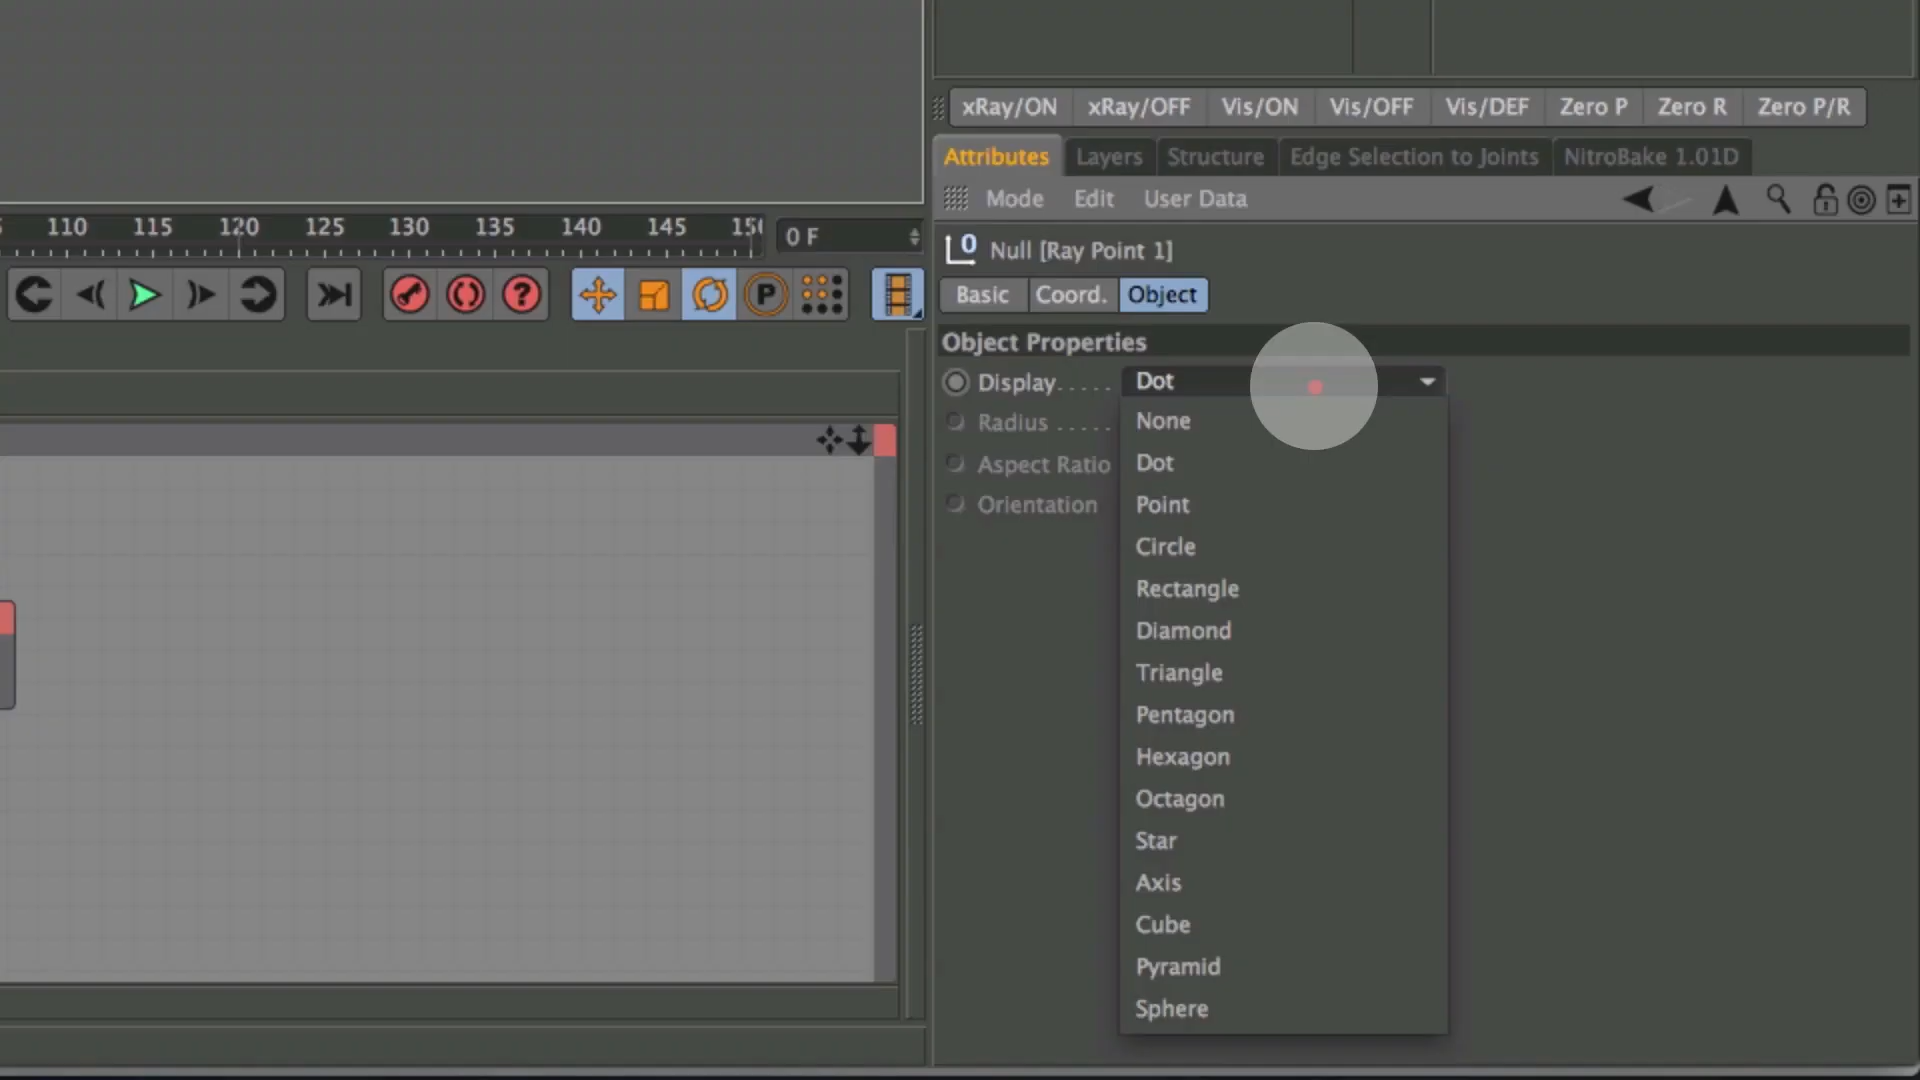 xRay/ON xRay/OFF Vis/ON Vis/OFF Vis/DEF Zero P Zero R Zero P/R
Attributes Layers Structure Edge Selection to Joints NitroBake 1.01D
Mode Edit User Data
110 115 120 125 130 135 140 145
0 F
P
0 Null [Ray Point 1]
Basic Coord. Object
Object Properties
Display..... Dot
Radius .....
Aspect Ratio
Orientation
None
Dot
Point
Circle
Rectangle
Diamond
Triangle
Pentagon
Hexagon
Octagon
Star
Axis
Cube
Pyramid
Sphere